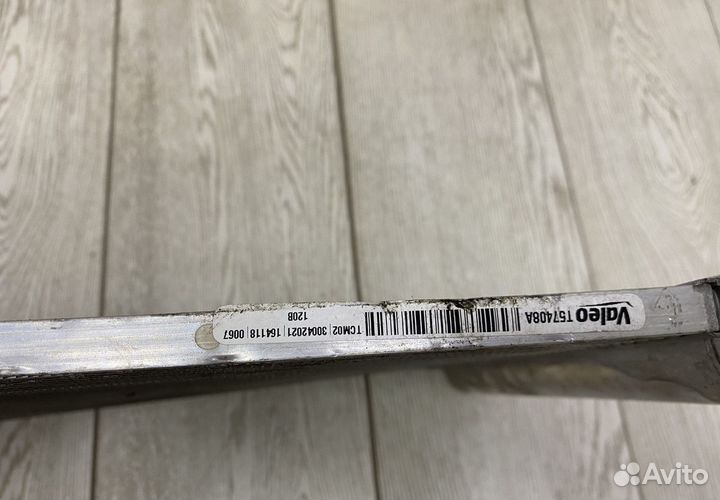 Valeo T57408A
TCM02 30042021 164118 0067
120B
Avito